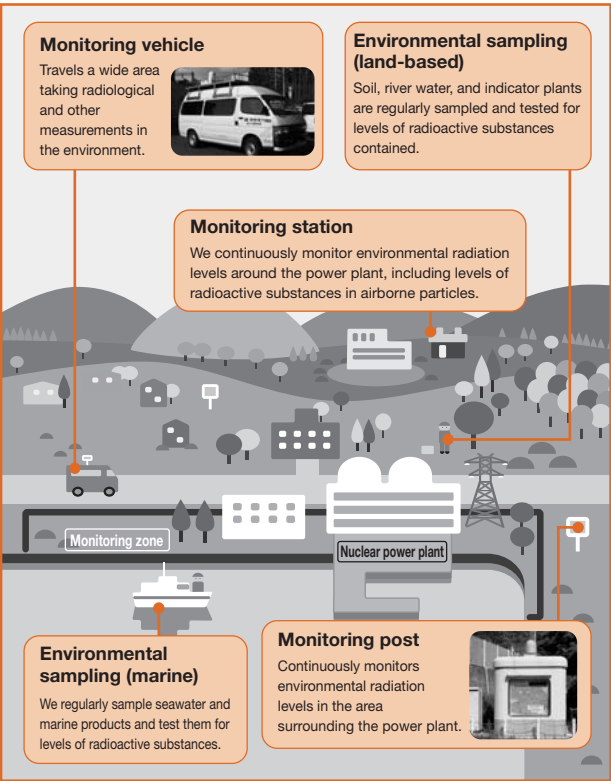 Monitoring vehicle
Travels a wide area
taking radiological
and other
measurements in
the environment.
Environmental sampling
(land-based)
Soil, river water, and indicator plants
are regularly sampled and tested for
levels of radioactive substances
contained.
Monitoring station
We continuously monitor environmental radiation
levels around the power plant, including levels of
radioactive substances in airborne particles.
Monitoring zone
Nuclear power plant
Environmental
sampling (marine)
We regularly sample seawater and
marine products and test them for
levels of radioactive substances.
Monitoring post
Continuously monitors
environmental radiation
levels in the area
surrounding the power plant.